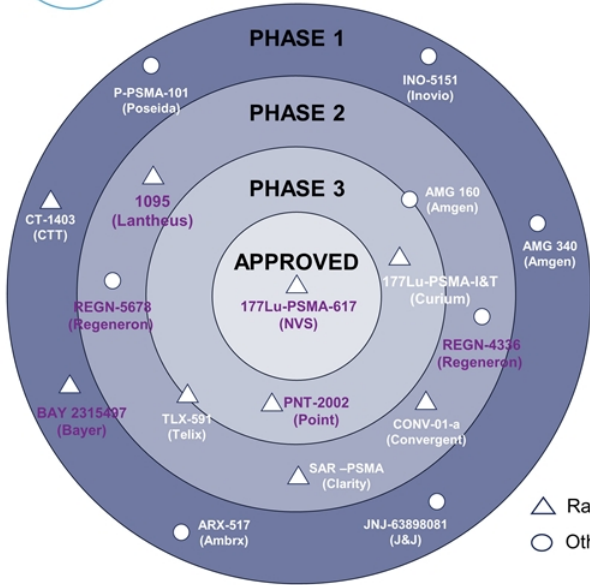 PHASE 1
P-PSMA-101
(Poseida)
INO-5151
(Inovio)
PHASE 2
1095
(Lantheus)
PHASE 3
AMG 160
(Amgen)
CT-1403
(CTT)
AMG 340
(Amgen)
APPROVED
177Lu-PSMA-617
(NVS)
177Lu-PSMA-I&T
(Curium)
REGN-5678
(Regeneron)
REGN-4336
(Regeneron)
BAY 2315497
(Bayer)
TLX-591
(Telix)
PNT-2002
(Point)
CONV-01-a
(Convergent)
SAR –PSMA
(Clarity)
ARX-517
(Ambrx)
JNJ-63898081
(J&J)
Ra
Oth